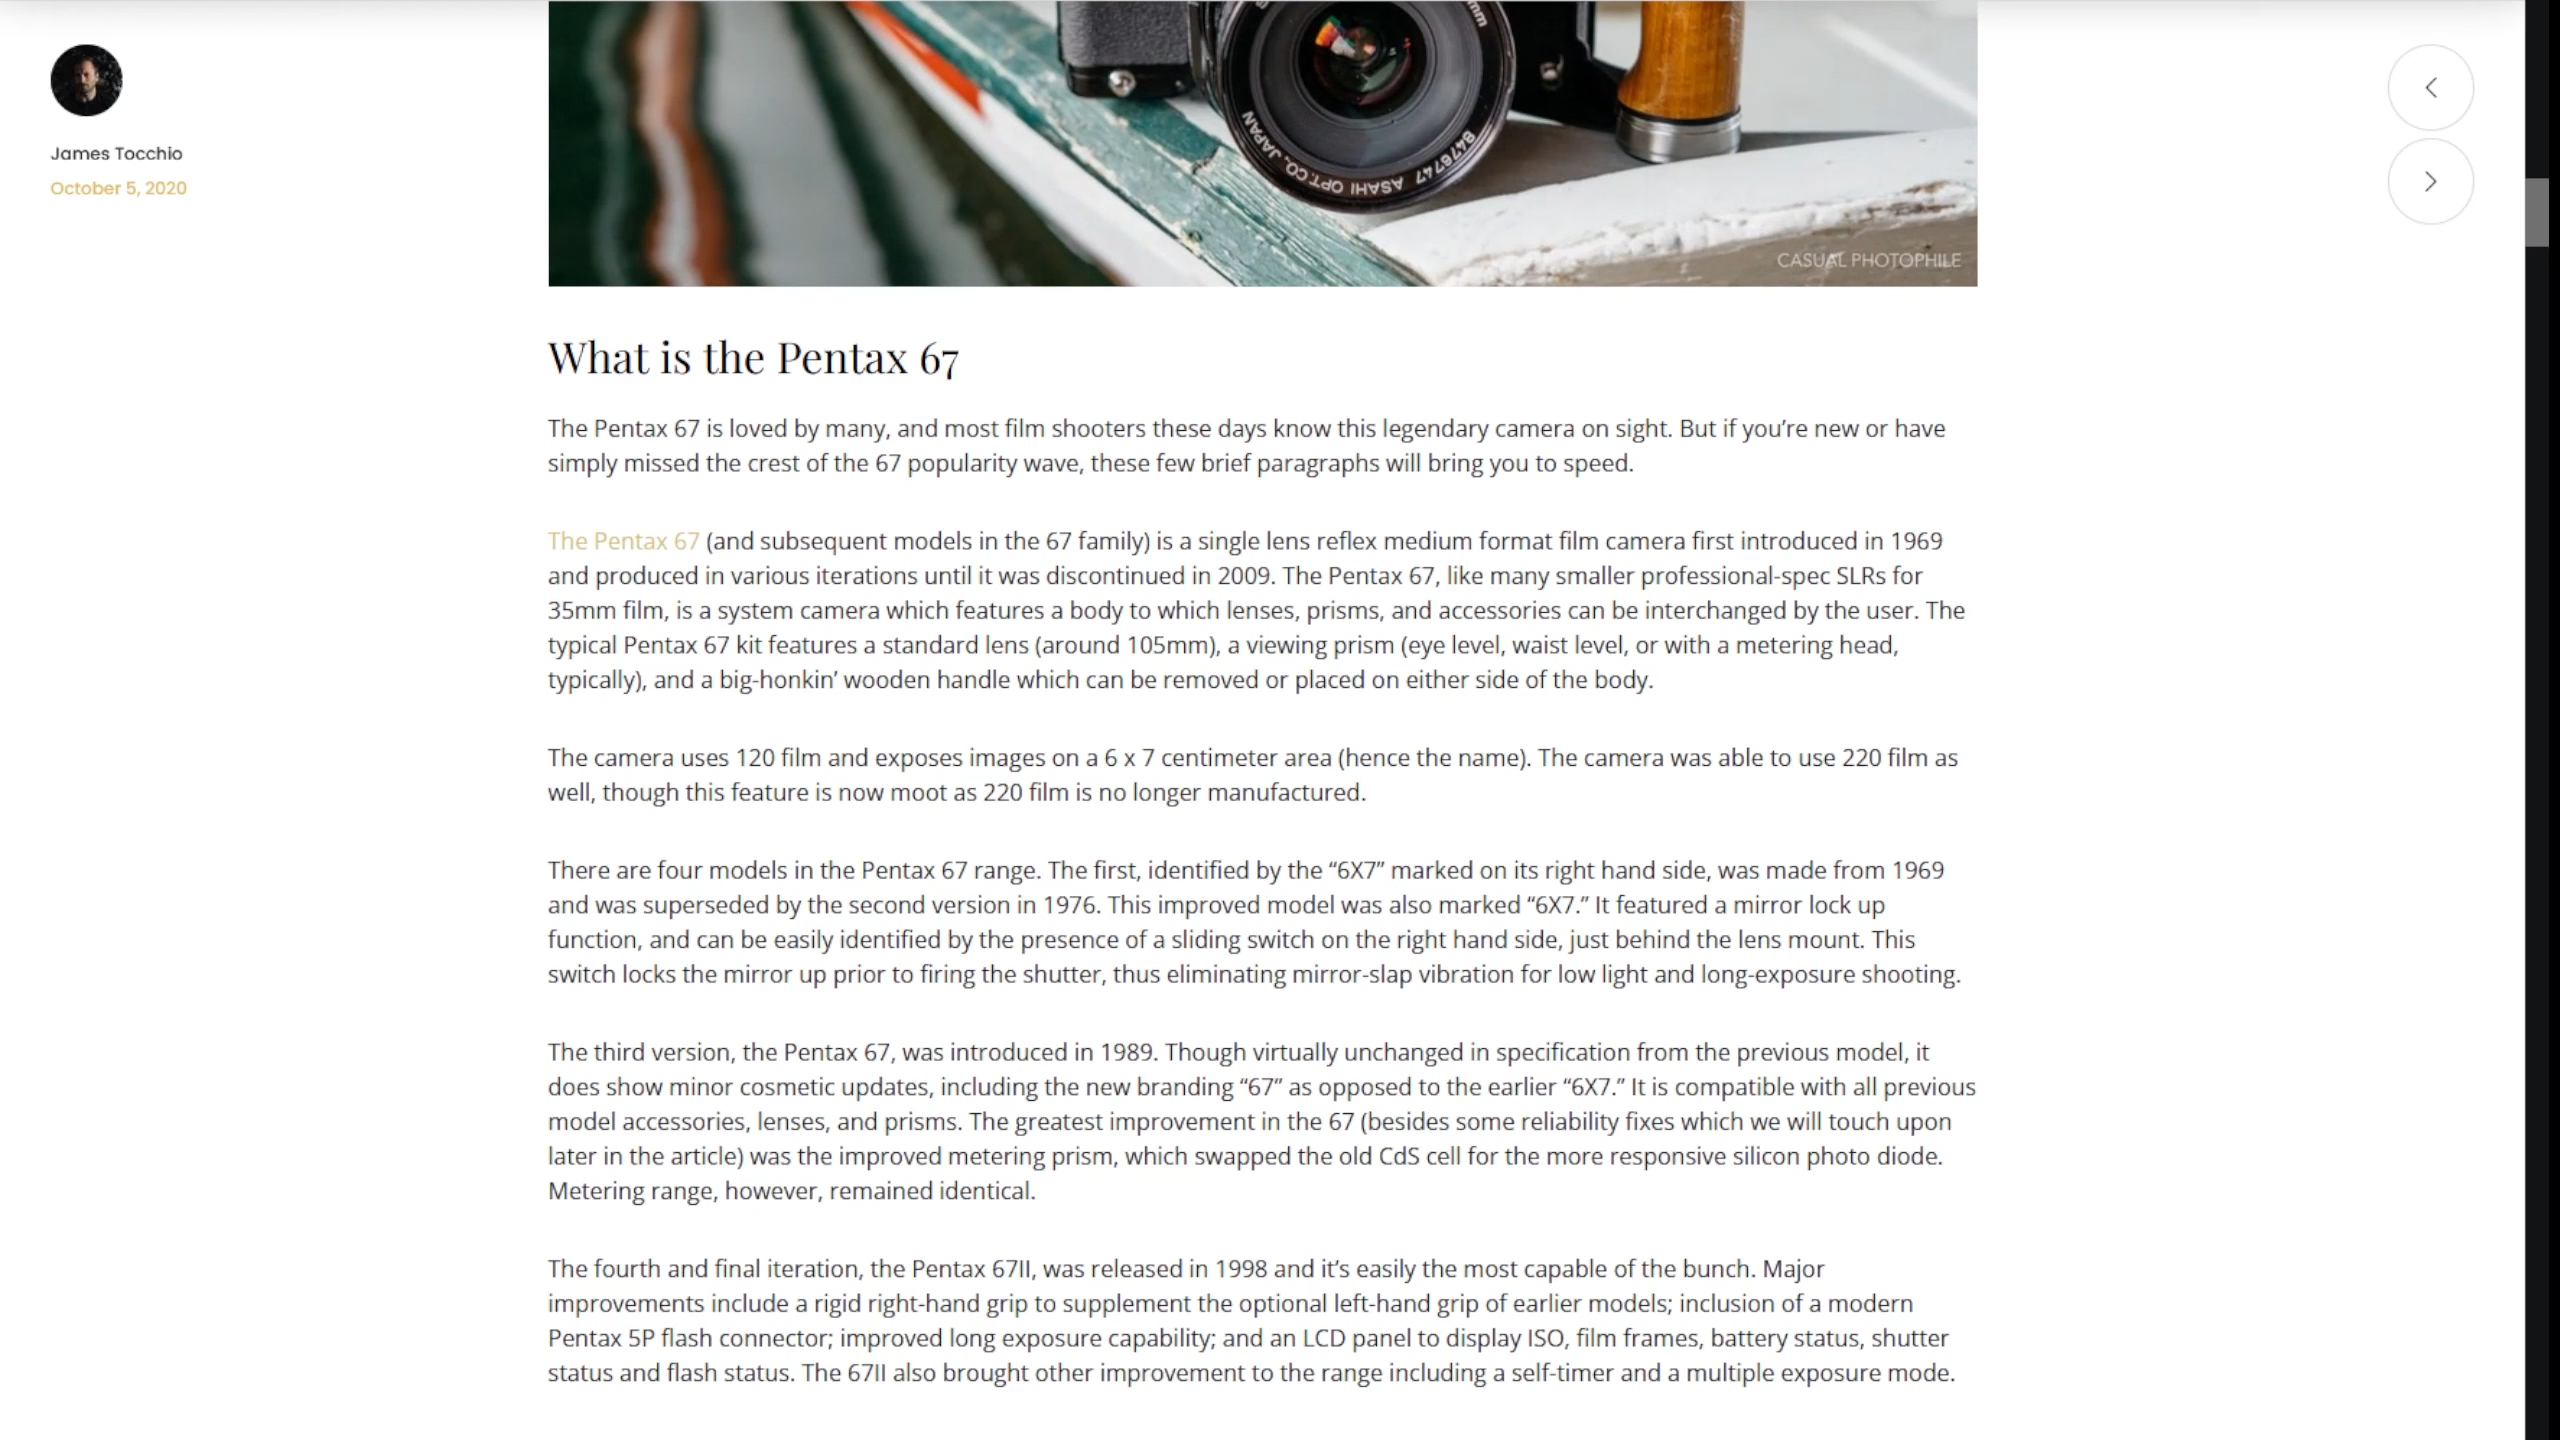 James Tocchio
October 5, 2020
mm
ASAHI OPT. CO., JAPAN
8476747
CASUAL PHOTOPHILE
What is the Pentax 67
The Pentax 67 is loved by many, and most film shooters these days know this legendary camera on sight. But if you’re new or have
simply missed the crest of the 67 popularity wave, these few brief paragraphs will bring you to speed.
The Pentax 67 (and subsequent models in the 67 family) is a single lens reflex medium format film camera first introduced in 1969
and produced in various iterations until it was discontinued in 2009. The Pentax 67, like many smaller professional-spec SLRs for
35mm film, is a system camera which features a body to which lenses, prisms, and accessories can be interchanged by the user. The
typical Pentax 67 kit features a standard lens (around 105mm), a viewing prism (eye level, waist level, or with a metering head,
typically), and a big-honkin’ wooden handle which can be removed or placed on either side of the body.
The camera uses 120 film and exposes images on a 6 x 7 centimeter area (hence the name). The camera was able to use 220 film as
well, though this feature is now moot as 220 film is no longer manufactured.
There are four models in the Pentax 67 range. The first, identified by the “6X7” marked on its right hand side, was made from 1969
and was superseded by the second version in 1976. This improved model was also marked “6X7.” It featured a mirror lock up
function, and can be easily identified by the presence of a sliding switch on the right hand side, just behind the lens mount. This
switch locks the mirror up prior to firing the shutter, thus eliminating mirror-slap vibration for low light and long-exposure shooting.
The third version, the Pentax 67, was introduced in 1989. Though virtually unchanged in specification from the previous model, it
does show minor cosmetic updates, including the new branding “67” as opposed to the earlier “6X7.” It is compatible with all previous
model accessories, lenses, and prisms. The greatest improvement in the 67 (besides some reliability fixes which we will touch upon
later in the article) was the improved metering prism, which swapped the old CdS cell for the more responsive silicon photo diode.
Metering range, however, remained identical.
The fourth and final iteration, the Pentax 67II, was released in 1998 and it’s easily the most capable of the bunch. Major
improvements include a rigid right-hand grip to supplement the optional left-hand grip of earlier models; inclusion of a modern
Pentax 5P flash connector; improved long exposure capability; and an LCD panel to display ISO, film frames, battery status, shutter
status and flash status. The 67II also brought other improvement to the range including a self-timer and a multiple exposure mode.